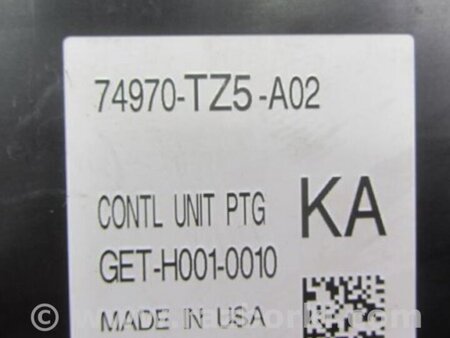 74970-TZ5-A02
CONTL UNIT PTG
KA
GET-H001-0010
MADE IN USA